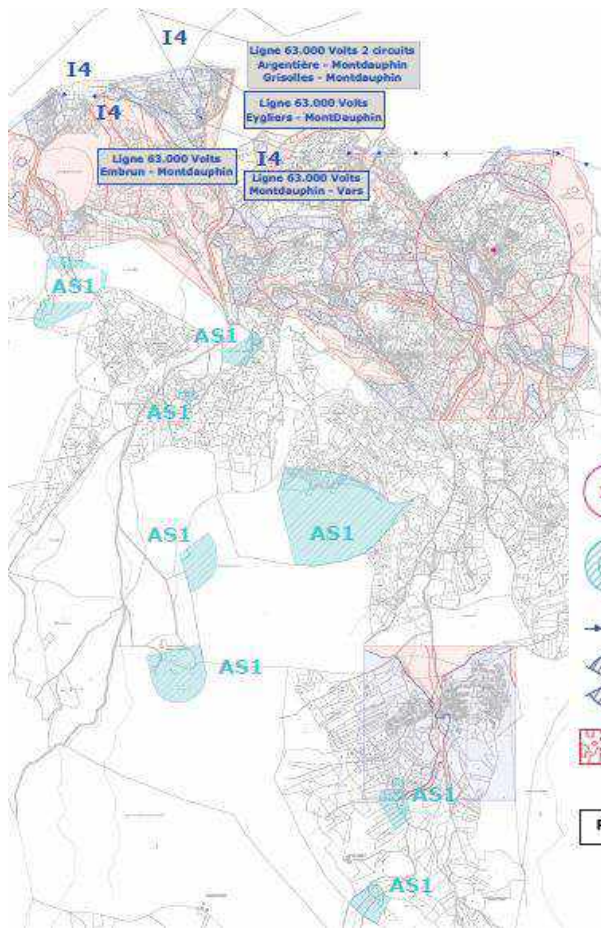 I4
Ligne 63.000 Volts 2 circuits
Argentière - Montdauphin
Grisolles - Montdauphin
I4
I4
Ligne 63.000 Volts
Eygliers - MontDauphin
I4
Ligne 63.000 Volts
Embrun - Montdauphin
Ligne 63.000 Volts
Montdauphin - Vars
AS1
AS1
AS1
AS1
AS1
AS1
AS1
AS1